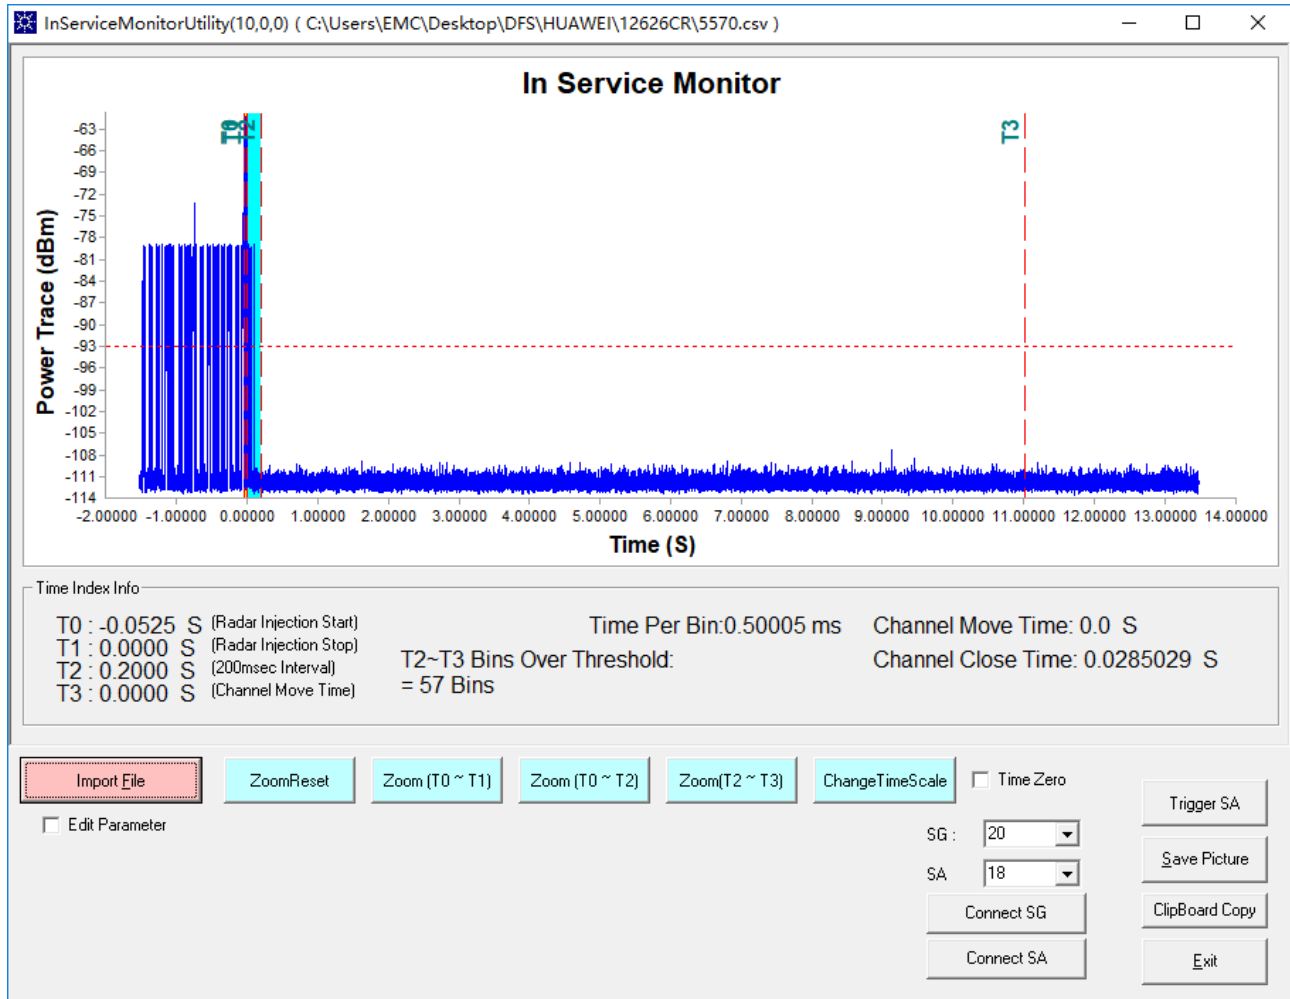 InServiceMonitorUtility(10,0,0) ( C:\Users\EMC\Desktop\DFS\HUAWEI\12626CR\5570.csv )
In Service Monitor
T2
T3
Power Trace (dBm)
-63
-66
-69
-72
-75
-78
-81
-84
-87
-90
-93
-96
-99
-102
-105
-108
-111
-114
-2.00000 -1.00000 0.00000 1.00000 2.00000 3.00000 4.00000 5.00000 6.00000 7.00000 8.00000 9.00000 10.00000 11.00000 12.00000 13.00000 14.00000
Time (S)
Time Index Info
T0 : -0.0525 S (Radar Injection Start)
T1 : 0.0000 S (Radar Injection Stop)
T2 : 0.2000 S (200msec Interval)
T3 : 0.0000 S (Channel Move Time)
Time Per Bin:0.50005 ms
T2~T3 Bins Over Threshold:
= 57 Bins
Channel Move Time: 0.0 S
Channel Close Time: 0.0285029 S
Import File
ZoomReset
Zoom (T0 ~ T1)
Zoom (T0 ~ T2)
Zoom(T2 ~ T3)
ChangeTimeScale
Time Zero
Trigger SA
Edit Parameter
SG : 20
Save Picture
SA 18
Connect SG
ClipBoard Copy
Connect SA
Exit